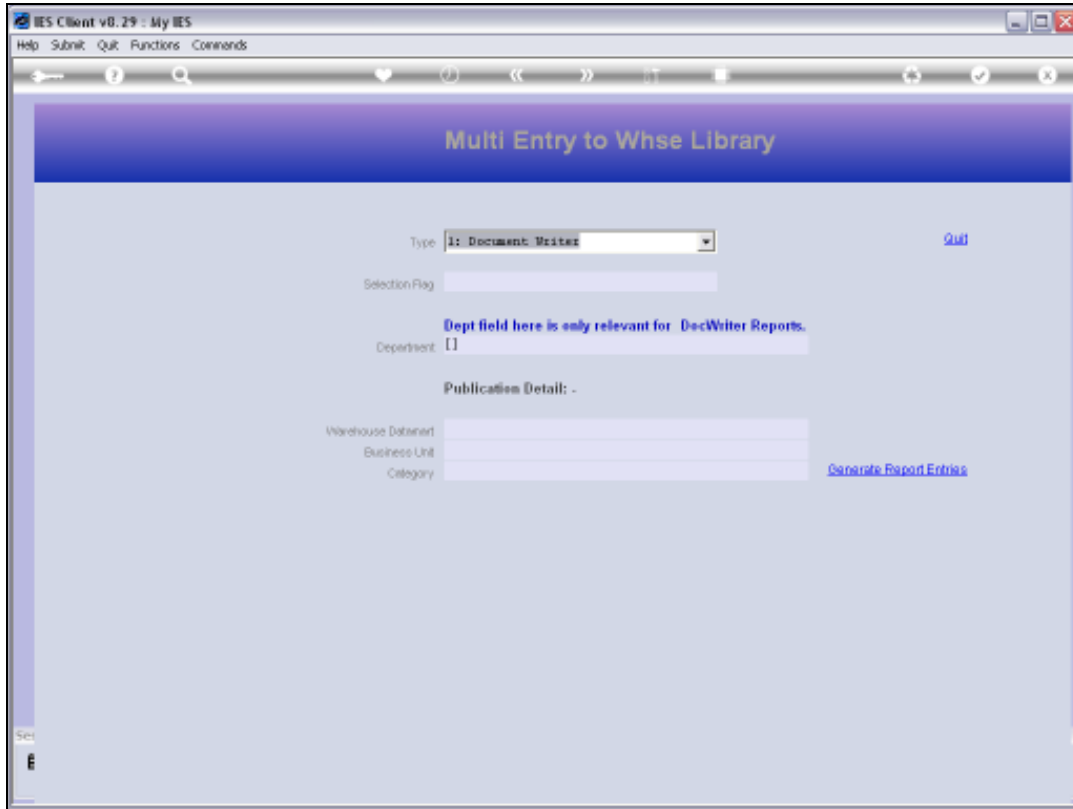 IES Client v8.29 : My IES
Help Submit Quit Functions Commands
Multi Entry to Whse Library
Type 1: Document Writer Quit
Selection Flag
Dept field here is only relevant for DocWriter Reports.
Department []
Publication Detail: -
Warehouse Datamart
Business Unit
Category Generate Report Entries
Se